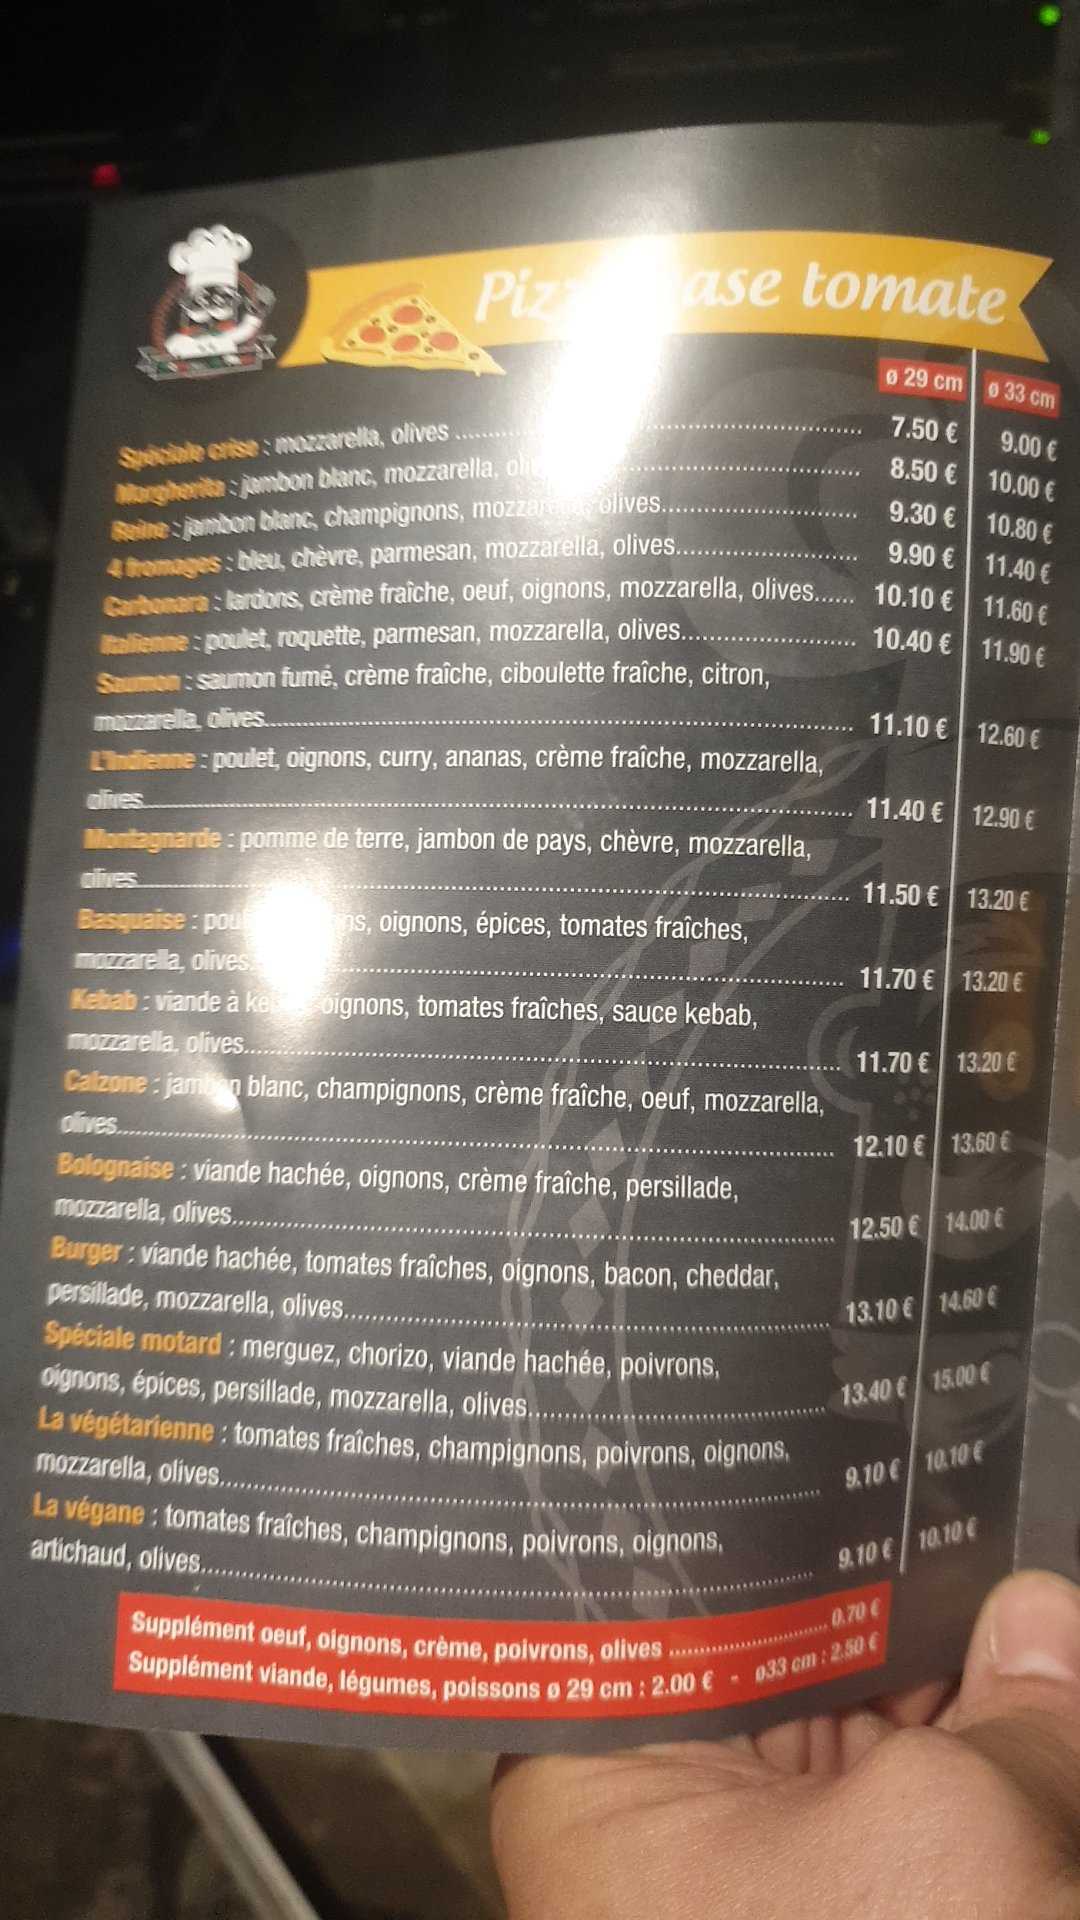 ase tomate
ø 29 cm ø 33 cm
Spéciale crise : mozzarella, olives 7.50 € 9.00 €
Margherita : jambon blanc, mozzarella, 8.50 € 10.00 €
Reine : jambon blanc, champignons, mozzarella, olives 9.30 € 10.80 €
4 fromages : bleu, chèvre, parmesan, mozzarella, olives 9.90 € 11.40 €
Carbonara : lardons, crème fraîche, oeuf, oignons, mozzarella, olives 10.10 € 11.60 €
Italienne : poulet, roquette, parmesan, mozzarella, olives 10.40 € 11.90 €
Saumon : saumon fumé, crème fraîche, ciboulette fraîche, citron,
mozzarella, olives 11.10 € 12.60 €
L'Indienne : poulet, oignons, curry, ananas, crème fraîche, mozzarella,
olives 11.40 € 12.90 €
Montagnarde : pomme de terre, jambon de pays, chèvre, mozzarella,
olives 11.50 € 13.20 €
Basquaise : oignons, épices, tomates fraîches,
mozzarella, olives 11.70 € 13.20 €
Kebab : viande à oignons, tomates fraîches, sauce kebab,
mozzarella, olives 11.70 € 13.20 €
Calzone : jambon blanc, champignons, crème fraîche, oeuf, mozzarella,
olives 12.10 € 13.60 €
Bolognaise : viande hachée, oignons, crème fraîche, persillade,
mozzarella, olives 12.50 € 14.00 €
Burger : viande hachée, tomates fraîches, oignons, bacon, cheddar,
persillade, mozzarella, olives 13.10 € 14.60 €
Spéciale motard : merguez, chorizo, viande hachée, poivrons,
oignons, épices, persillade, mozzarella, olives 13.40 € 15.00 €
La végétarienne : tomates fraîches, champignons, poivrons, oignons,
mozzarella, olives 9.10 € 10.10 €
La végane : tomates fraîches, champignons, poivrons, oignons,
artichaud, olives 9.10 € 10.10 €
Supplément oeuf, oignons, crème, poivrons, olives 0.70 €
Supplément viande, légumes, poissons ø 29 cm : 2.00 € - ø33 cm : 2.50 €